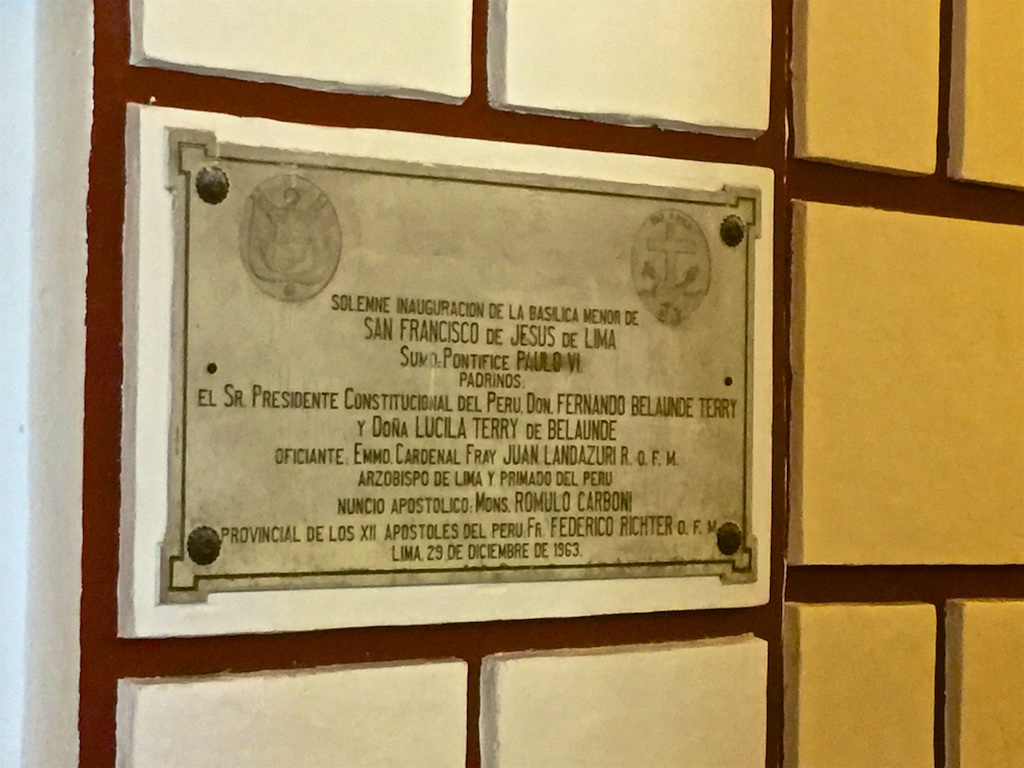 SOLEMNE INAUGURACION DE LA BASILICA MENOR DE
SAN FRANCISCO DE JESUS DE LIMA
SUMO: PONTIFICE PAULO VI.
PADRINOS.
EL SR. PRESIDENTE CONSTITUCIONAL DEL PERU, DON. FERNANDO BELAUNDE TERRY
Y DOÑA LUCILA TERRY DE BELAUNDE
OFICIANTE: EMMO. CARDENAL FRAY JUAN LANDAZURI R. O. F. M.
ARZOBISPO DE LIMA Y PRIMADO DEL PERU
NUNCIO APOSTOLICO: MONS. ROMULO CARBONI
PROVINCIAL DE LOS XII APOSTOLES DEL PERU: FR. FEDERICO RICHTER O. F. M.
LIMA, 29 DE DICIEMBRE DE 1963.